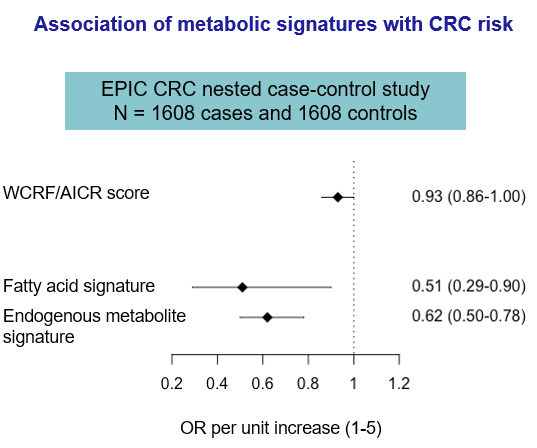 Association of metabolic signatures with CRC risk
EPIC CRC nested case-control study
N = 1608 cases and 1608 controls
WCRF/AICR score
0.93 (0.86-1.00)
Fatty acid signature
0.51 (0.29-0.90)
Endogenous metabolite
signature
0.62 (0.50-0.78)
0.2 0.4 0.6 0.8 1 1.2
OR per unit increase (1-5)